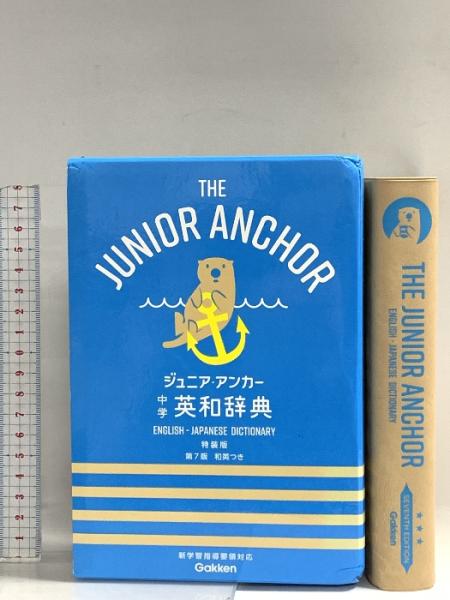 THE
JUNIOR ANCHOR
ジュニア・アンカー
中学 英和辞典
ENGLISH - JAPANESE DICTIONARY
特装版
第7版 和英つき
新学習指導要領対応
Gakken
THE JUNIOR ANCHOR
ENGLISH - JAPANESE DICTIONARY
SEVENTH EDITION
Gakken